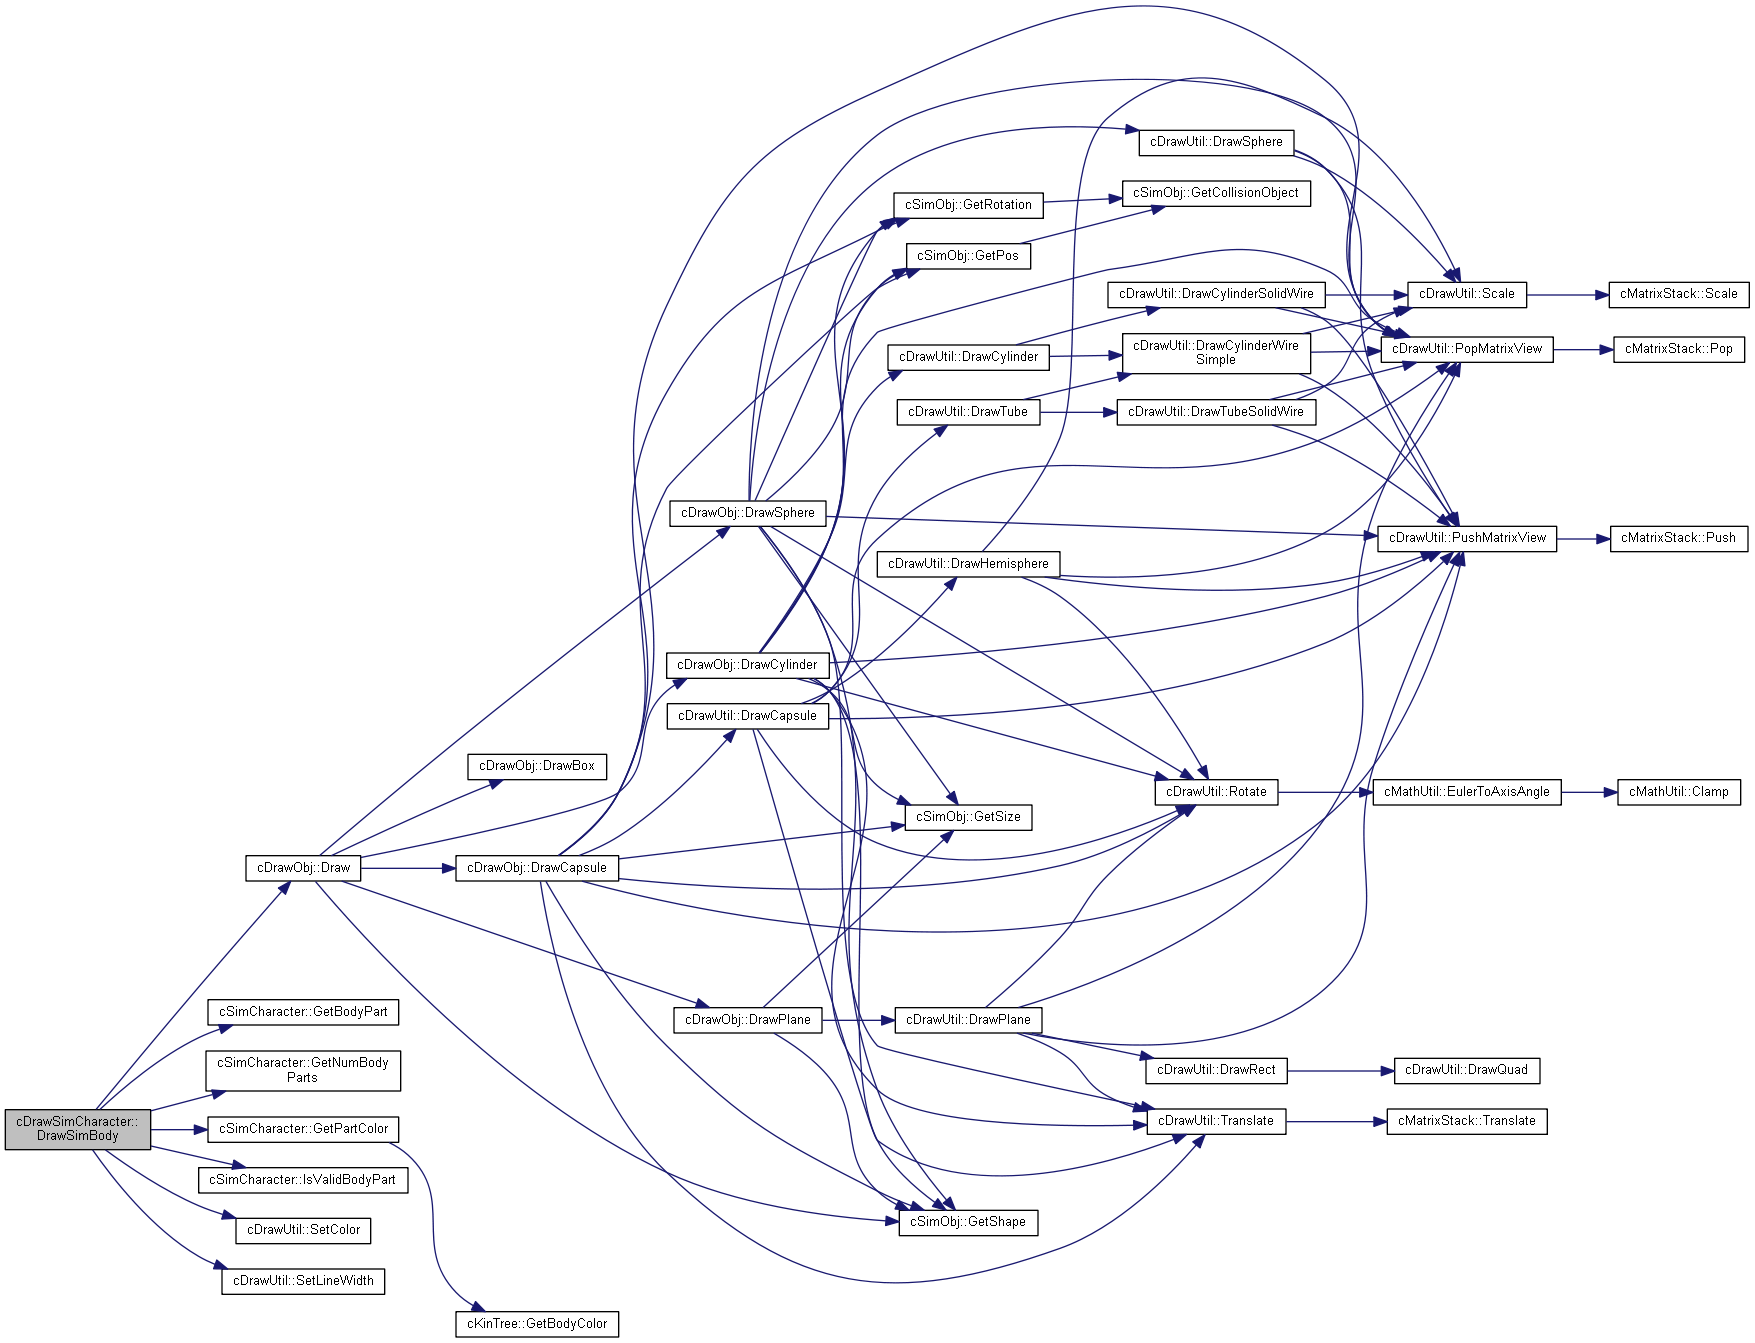 cDrawSimCharacter::
DrawSimBody
cDrawObj::Draw
cSimCharacter::GetBodyPart
cSimCharacter::GetNumBody
Parts
cSimCharacter::GetPartColor
cSimCharacter::IsValidBodyPart
cDrawUtil::SetColor
cDrawUtil::SetLineWidth
cDrawObj::DrawBox
cDrawObj::DrawCapsule
cKinTree::GetBodyColor
cDrawObj::DrawSphere
cDrawObj::DrawCylinder
cDrawUtil::DrawCapsule
cDrawObj::DrawPlane
cSimObj::GetRotation
cSimObj::GetPos
cDrawUtil::DrawCylinder
cDrawUtil::DrawTube
cDrawUtil::DrawHemisphere
cSimObj::GetSize
cDrawUtil::DrawPlane
cSimObj::GetShape
cDrawUtil::DrawSphere
cSimObj::GetCollisionObject
cDrawUtil::DrawCylinderSolidWire
cDrawUtil::DrawCylinderWire
Simple
cDrawUtil::DrawTubeSolidWire
cDrawUtil::Rotate
cDrawUtil::DrawRect
cDrawUtil::Translate
cDrawUtil::Scale
cDrawUtil::PopMatrixView
cDrawUtil::PushMatrixView
cMathUtil::EulerToAxisAngle
cDrawUtil::DrawQuad
cMatrixStack::Translate
cMatrixStack::Scale
cMatrixStack::Pop
cMatrixStack::Push
cMathUtil::Clamp